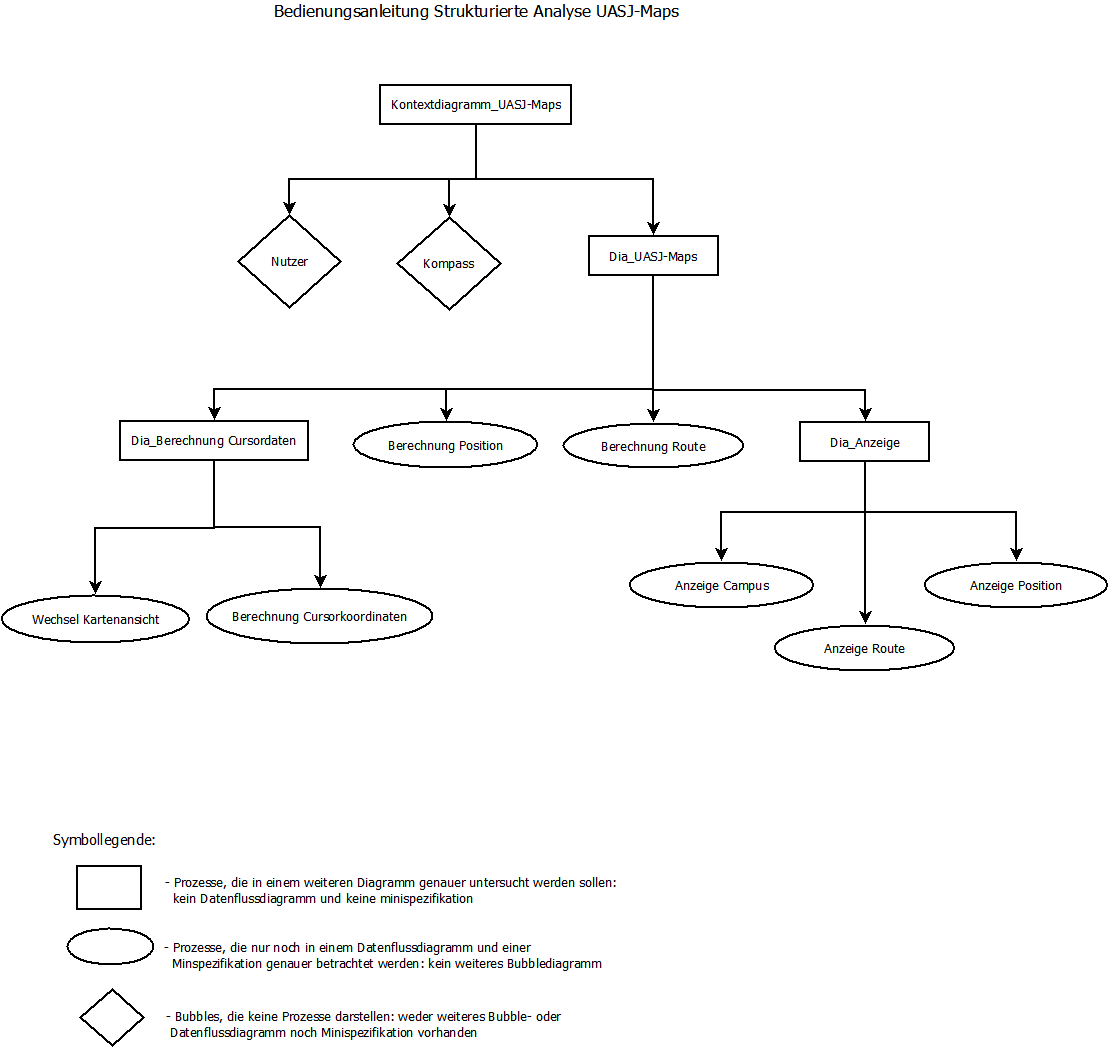 Bedienungsanleitung Strukturierte Analyse UASJ-Maps
Kontextdiagramm_UASJ-Maps
Nutzer
Kompass
Dia_UASJ-Maps
Dia_Berechnung Cursordaten
Berechnung Position
Berechnung Route
Dia_Anzeige
Wechsel Kartenansicht
Berechnung Cursorkoordinaten
Anzeige Campus
Anzeige Position
Anzeige Route
Symbollegende:
- Prozesse, die in einem weiteren Diagramm genauer untersucht werden sollen:
kein Datenflussdiagramm und keine minispezifikation
- Prozesse, die nur noch in einem Datenflussdiagramm und einer
Minspezifikation genauer betrachtet werden: kein weiteres Bubblediagramm
- Bubbles, die keine Prozesse darstellen: weder weiteres Bubble- oder
Datenflussdiagramm noch Minispezifikation vorhanden